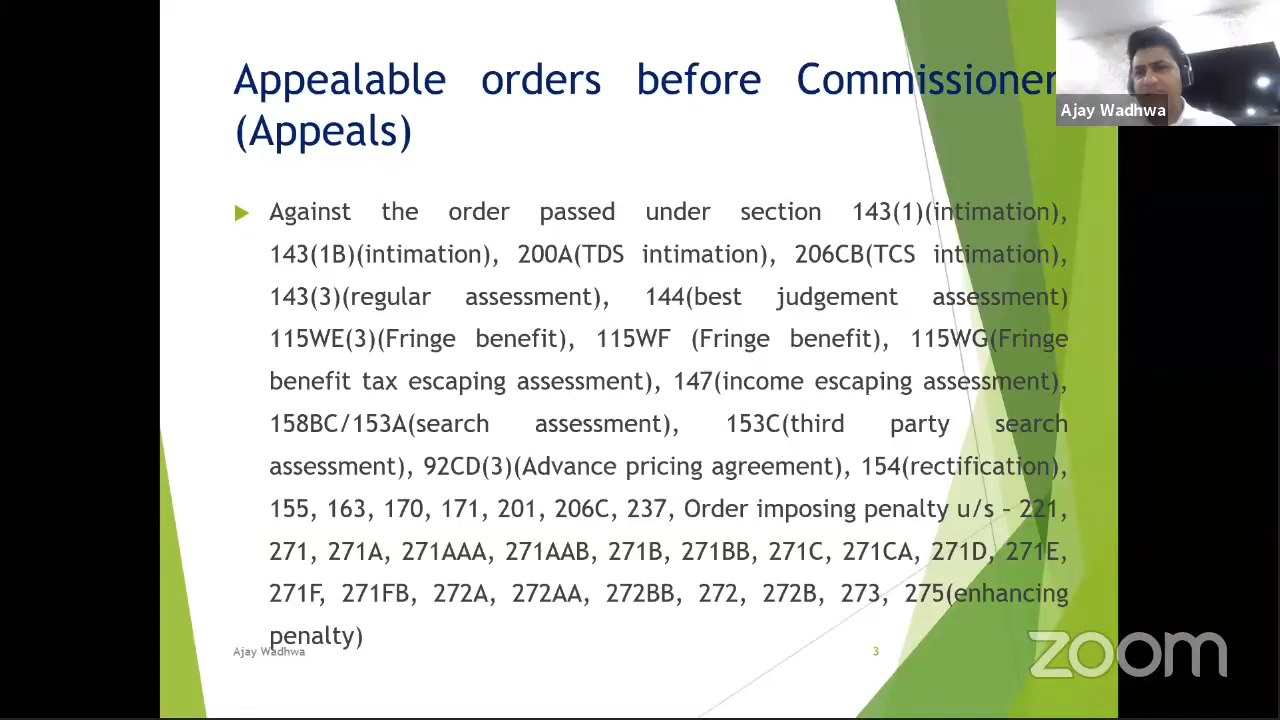 Appealable orders before Commissioner
(Appeals)
Ajay Wadhwa
Against the order passed under section 143(1)(intimation),
143(1B)(intimation), 200A(TDS intimation), 206CB(TCS intimation),
143(3)(regular assessment), 144(best judgement assessment)
115WE(3)(Fringe benefit), 115WF (Fringe benefit), 115WG(Fringe
benefit tax escaping assessment), 147(income escaping assessment),
158BC/153A(search assessment), 153C(third party search
assessment), 92CD(3)(Advance pricing agreement), 154(rectification),
155, 163, 170, 171, 201, 206C, 237, Order imposing penalty u/s – 221,
271, 271A, 271AAA, 271AAB, 271B, 271BB, 271C, 271CA, 271D, 271E,
271F, 271FB, 272A, 272AA, 272BB, 272, 272B, 273, 275(enhancing
penalty)
Ajay Wadhwa 3
zoom